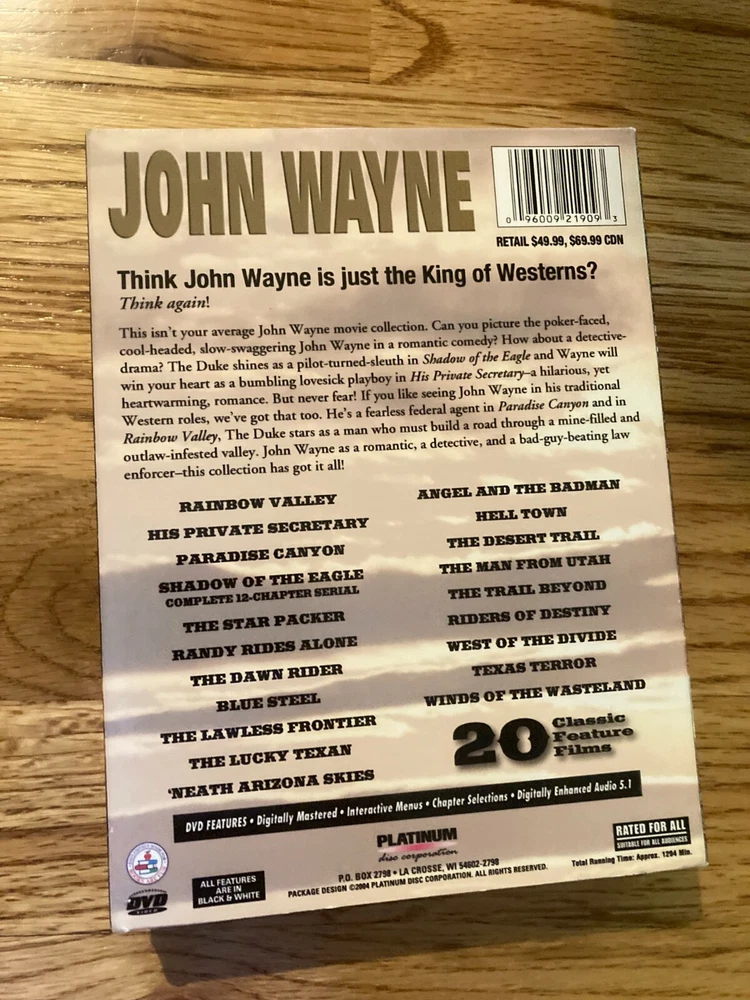 JOHN WAYNE
0 96009 21909 3
RETAIL $49.99, $69.99 CDN
Think John Wayne is just the King of Westerns?
Think again!
This isn't your average John Wayne movie collection. Can you picture the poker-faced,
cool-headed, slow-swaggering John Wayne in a romantic comedy? How about a detective-
drama? The Duke shines as a pilot-turned-sleuth in Shadow of the Eagle and Wayne will
win your heart as a bumbling lovesick playboy in His Private Secretary–a hilarious, yet
heartwarming, romance. But never fear! If you like seeing John Wayne in his traditional
Western roles, we've got that too. He's a fearless federal agent in Paradise Canyon and in
Rainbow Valley, The Duke stars as a man who must build a road through a mine-filled and
outlaw-infested valley. John Wayne as a romantic, a detective, and a bad-guy-beating law
enforcer–this collection has got it all!
RAINBOW VALLEY
HIS PRIVATE SECRETARY
PARADISE CANYON
SHADOW OF THE EAGLE
COMPLETE 12-CHAPTER SERIAL
THE STAR PACKER
RANDY RIDES ALONE
THE DAWN RIDER
BLUE STEEL
THE LAWLESS FRONTIER
THE LUCKY TEXAN
'NEATH ARIZONA SKIES
ANGEL AND THE BADMAN
HELL TOWN
THE DESERT TRAIL
THE MAN FROM UTAH
THE TRAIL BEYOND
RIDERS OF DESTINY
WEST OF THE DIVIDE
TEXAS TERROR
WINDS OF THE WASTELAND
20 Classic
Feature
Films
DVD FEATURES • Digitally Mastered • Interactive Menus • Chapter Selections • Digitally Enhanced Audio 5.1
DVD
VIDEO
ALL FEATURES
ARE IN
BLACK & WHITE
PLATINUM
disc corporation
P.O. BOX 2798 • LA CROSSE, WI 54602-2798
PACKAGE DESIGN ©2004 PLATINUM DISC CORPORATION. ALL RIGHTS RESERVED.
RATED FOR ALL
SUITABLE FOR ALL AUDIENCES
Total Running Time: Approx. 1294 Min.